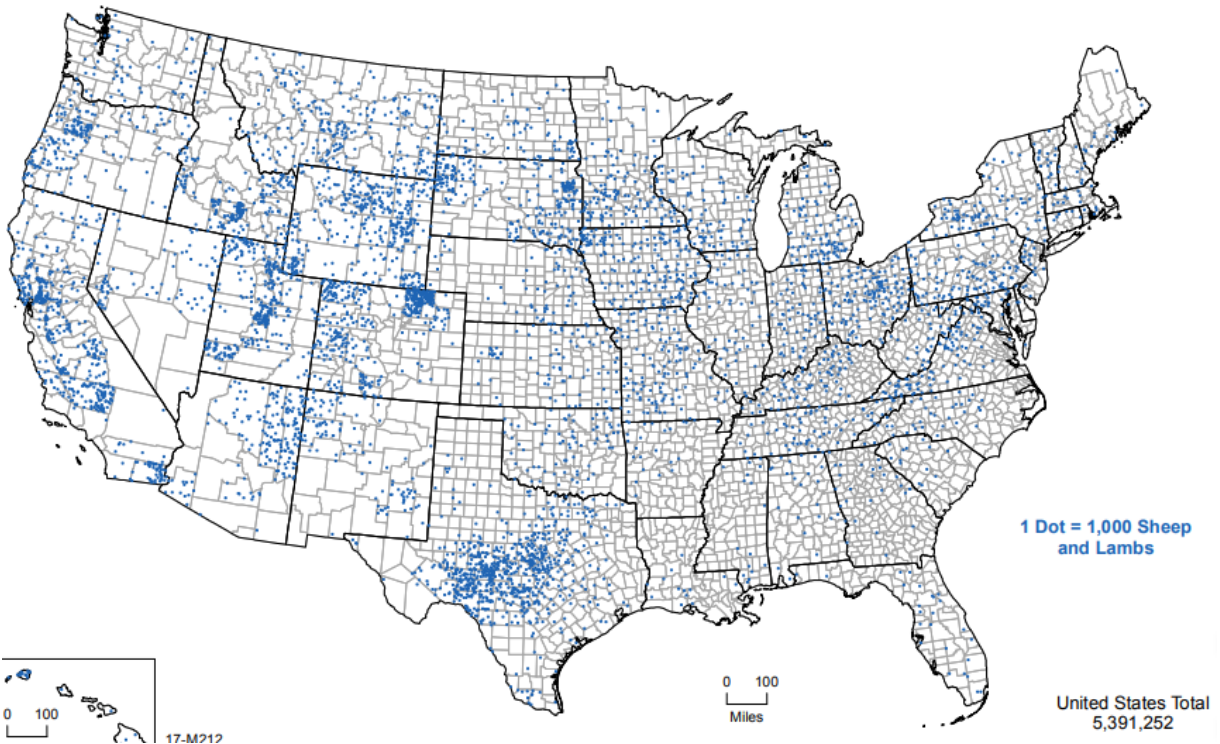 1 Dot = 1,000 Sheep
and Lambs
0 100
Miles
United States Total
5,391,252
0 100
17-M212